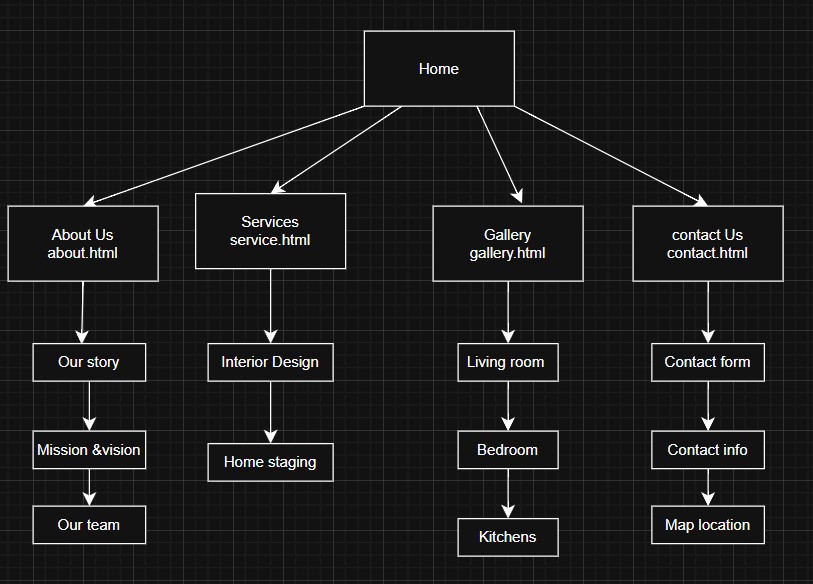 Home
About Us
about.html
Services
service.html
Gallery
gallery.html
contact Us
contact.html
Our story
Interior Design
Living room
Contact form
Mission &vision
Home staging
Bedroom
Contact info
Our team
Kitchens
Map location